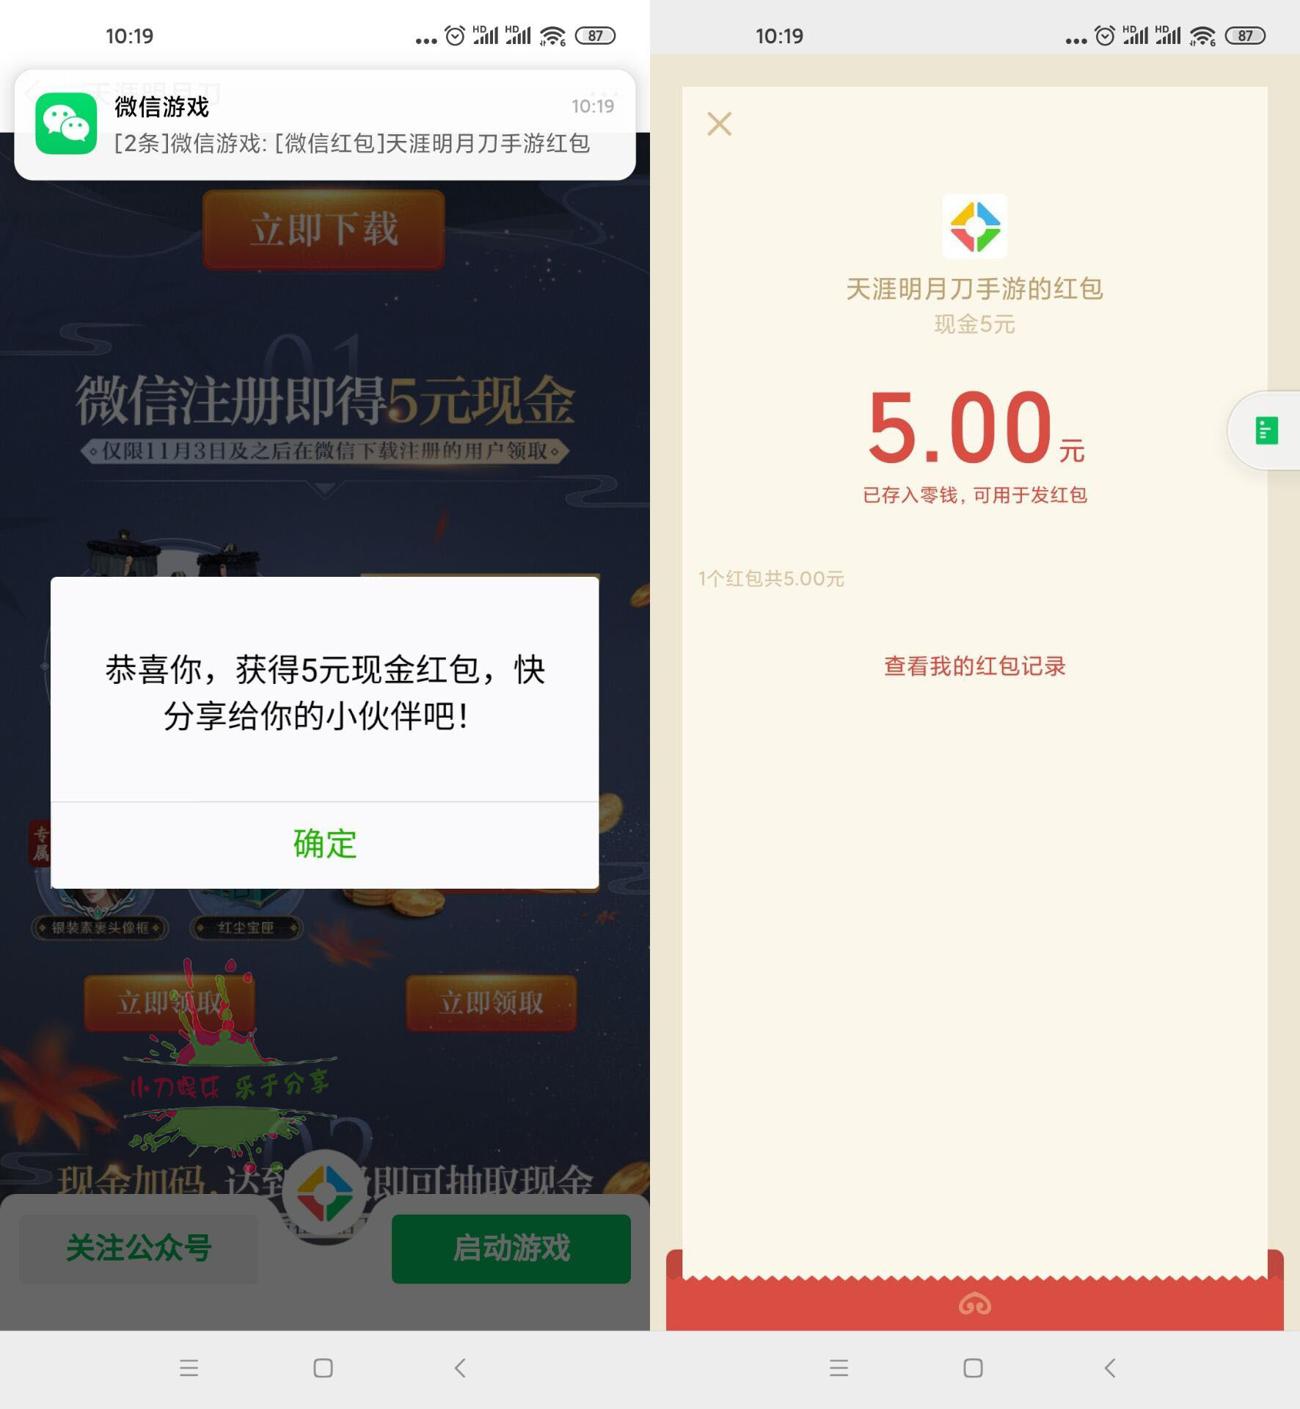 10:19
HD
HD
6
87
微信游戏
10:19
[2条]微信游戏: [微信红包]天涯明月刀手游红包
立即下载
01
微信注册即得5元现金
仅限11月3日及之后在微信下载注册的用户领取
恭喜你，获得5元现金红包，快
分享给你的小伙伴吧！
确定
专属
银装素裹头像框
红尘宝匣
立即领取
立即领取
小刀娱乐 乐于分享
02
现金加码，达到
即可抽取现金
关注公众号
启动游戏
10:19
HD
HD
6
87
天涯明月刀手游的红包
现金5元
5.00元
已存入零钱，可用于发红包
1个红包共5.00元
查看我的红包记录